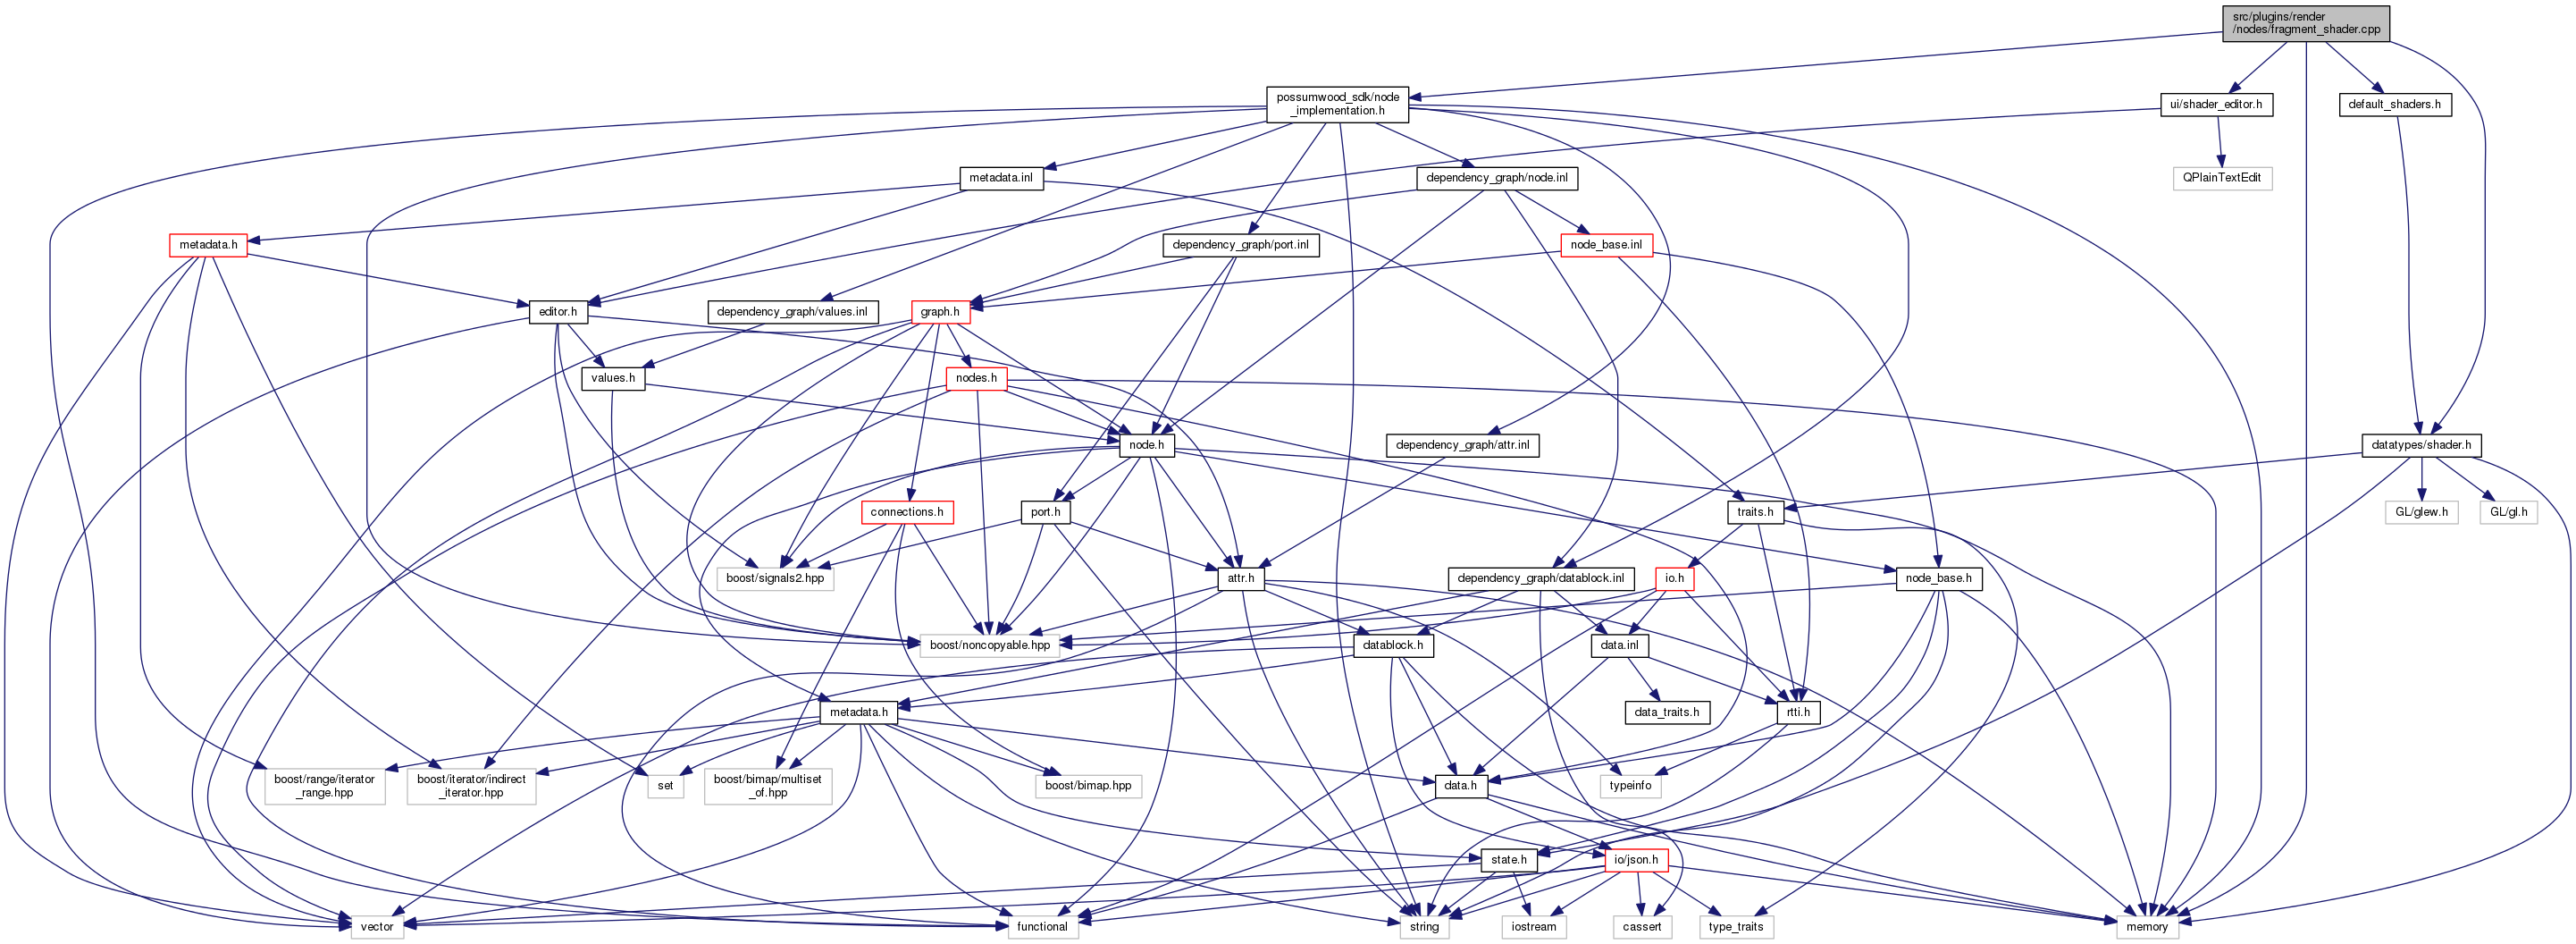 src/plugins/render
/nodes/fragment_shader.cpp
possumwood_sdk/node
_implementation.h
ui/shader_editor.h
default_shaders.h
metadata.inl
dependency_graph/node.inl
QPlainTextEdit
metadata.h
dependency_graph/port.inl
node_base.inl
editor.h
dependency_graph/values.inl
graph.h
values.h
nodes.h
node.h
dependency_graph/attr.inl
datatypes/shader.h
connections.h
port.h
traits.h
GL/glew.h
GL/gl.h
boost/signals2.hpp
attr.h
dependency_graph/datablock.inl
io.h
node_base.h
boost/noncopyable.hpp
datablock.h
data.inl
metadata.h
data_traits.h
rtti.h
boost/range/iterator
_range.hpp
boost/iterator/indirect
_iterator.hpp
set
boost/bimap/multiset
_of.hpp
boost/bimap.hpp
data.h
typeinfo
state.h
io/json.h
vector
functional
string
iostream
cassert
type_traits
memory